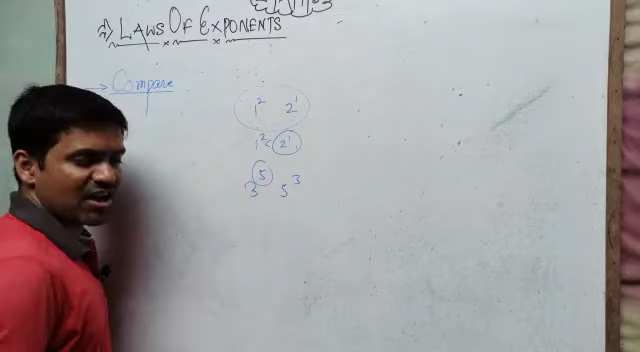 LAWS OF EXPONENTS
→ Compare
1² 2¹
1² < 2¹
3⁵ 5³